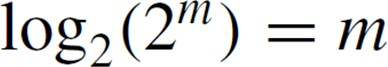 log₂(2ᵐ) = m